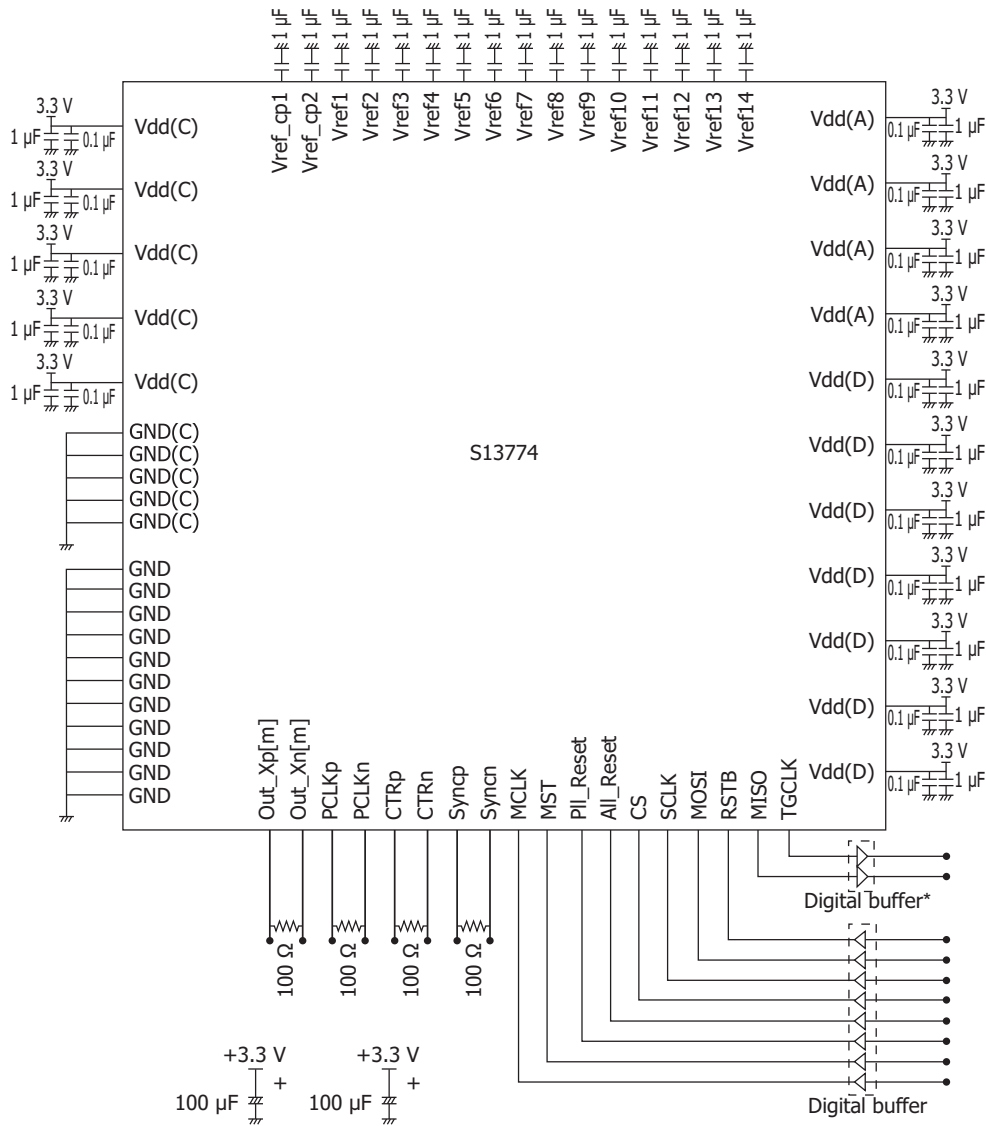 1 μF 1 μF 1 μF 1 μF 1 μF 1 μF 1 μF 1 μF 1 μF 1 μF 1 μF 1 μF 1 μF 1 μF 1 μF 1 μF
Vref_cp1 Vref_cp2 Vref1 Vref2 Vref3 Vref4 Vref5 Vref6 Vref7 Vref8 Vref9 Vref10 Vref11 Vref12 Vref13 Vref14
3.3 V
1 μF 0.1 μF Vdd(C)
3.3 V
1 μF 0.1 μF Vdd(C)
3.3 V
1 μF 0.1 μF Vdd(C)
3.3 V
1 μF 0.1 μF Vdd(C)
3.3 V
1 μF 0.1 μF Vdd(C)
GND(C)
GND(C)
GND(C)
GND(C)
GND(C)
GND
GND
GND
GND
GND
GND
GND
GND
GND
GND
GND
S13774
3.3 V
Vdd(A) 0.1 μF 1 μF
3.3 V
Vdd(A) 0.1 μF 1 μF
3.3 V
Vdd(A) 0.1 μF 1 μF
3.3 V
Vdd(A) 0.1 μF 1 μF
3.3 V
Vdd(D) 0.1 μF 1 μF
3.3 V
Vdd(D) 0.1 μF 1 μF
3.3 V
Vdd(D) 0.1 μF 1 μF
3.3 V
Vdd(D) 0.1 μF 1 μF
3.3 V
Vdd(D) 0.1 μF 1 μF
3.3 V
Vdd(D) 0.1 μF 1 μF
3.3 V
Vdd(D) 0.1 μF 1 μF
Out_Xp[m] Out_Xn[m] PCLKp PCLKn CTRp CTRn Syncp Syncn MCLK MST Pll_Reset All_Reset CS SCLK MOSI RSTB MISO TGCLK
Digital buffer*
100 Ω 100 Ω 100 Ω 100 Ω
Digital buffer
+3.3 V +3.3 V
+ +
100 μF 100 μF